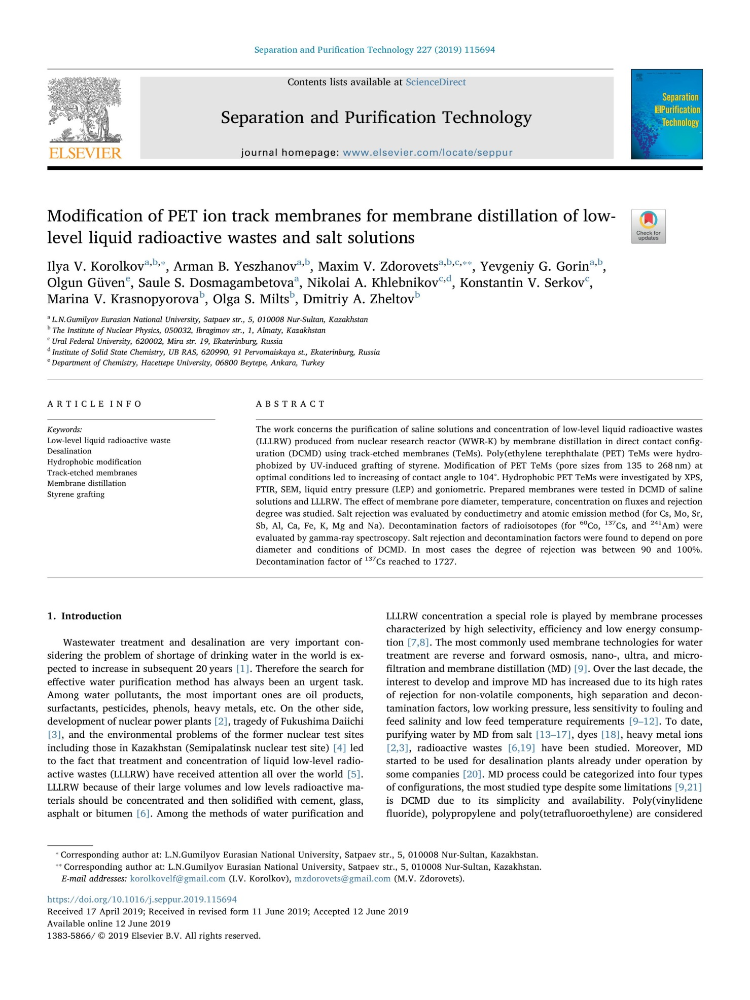 Separation and Purification Technology 227 (2019) 115694
Contents lists available at ScienceDirect
Separation and Purification Technology
journal homepage: www.elsevier.com/locate/seppur
ELSEVIER
Separation
Purification
Technology
Modification of PET ion track membranes for membrane distillation of low-
level liquid radioactive wastes and salt solutions
Check for
updates
Ilya V. Korolkov^a,b,*, Arman B. Yeszhanov^a,b, Maxim V. Zdorovets^a,b,c,**, Yevgeniy G. Gorin^a,b,
Olgun Güven^e, Saule S. Dosmagambetova^a, Nikolai A. Khlebnikov^c,d, Konstantin V. Serkov^c,
Marina V. Krasnopyorova^b, Olga S. Milts^b, Dmitriy A. Zheltov^b
^a L.N.Gumilyov Eurasian National University, Satpaev str., 5, 010008 Nur-Sultan, Kazakhstan
^b The Institute of Nuclear Physics, 050032, Ibragimov str., 1, Almaty, Kazakhstan
^c Ural Federal University, 620002, Mira str. 19, Ekaterinburg, Russia
^d Institute of Solid State Chemistry, UB RAS, 620990, 91 Pervomaiskaya st., Ekaterinburg, Russia
^e Department of Chemistry, Hacettepe University, 06800 Beytepe, Ankara, Turkey
ARTICLE INFO
Keywords:
Low-level liquid radioactive waste
Desalination
Hydrophobic modification
Track-etched membranes
Membrane distillation
Styrene grafting
ABSTRACT
The work concerns the purification of saline solutions and concentration of low-level liquid radioactive wastes
(LLLRW) produced from nuclear research reactor (WWR-K) by membrane distillation in direct contact config-
uration (DCMD) using track-etched membranes (TeMs). Poly(ethylene terephthalate) (PET) TeMs were hydro-
phobized by UV-induced grafting of styrene. Modification of PET TeMs (pore sizes from 135 to 268 nm) at
optimal conditions led to increasing of contact angle to 104°. Hydrophobic PET TeMs were investigated by XPS,
FTIR, SEM, liquid entry pressure (LEP) and goniometric. Prepared membranes were tested in DCMD of saline
solutions and LLLRW. The effect of membrane pore diameter, temperature, concentration on fluxes and rejection
degree was studied. Salt rejection was evaluated by conductimetry and atomic emission method (for Cs, Mo, Sr,
Sb, Al, Ca, Fe, K, Mg and Na). Decontamination factors of radioisotopes (for ^60Co, ^137Cs, and ^241Am) were
evaluated by gamma-ray spectroscopy. Salt rejection and decontamination factors were found to depend on pore
diameter and conditions of DCMD. In most cases the degree of rejection was between 90 and 100%.
Decontamination factor of ^137Cs reached to 1727.
1. Introduction
Wastewater treatment and desalination are very important con-
sidering the problem of shortage of drinking water in the world is ex-
pected to increase in subsequent 20 years [1]. Therefore the search for
effective water purification method has always been an urgent task.
Among water pollutants, the most important ones are oil products,
surfactants, pesticides, phenols, heavy metals, etc. On the other side,
development of nuclear power plants [2], tragedy of Fukushima Daiichi
[3], and the environmental problems of the former nuclear test sites
including those in Kazakhstan (Semipalatinsk nuclear test site) [4] led
to the fact that treatment and concentration of liquid low-level radio-
active wastes (LLLRW) have received attention all over the world [5].
LLLRW because of their large volumes and low levels radioactive ma-
terials should be concentrated and then solidified with cement, glass,
asphalt or bitumen [6]. Among the methods of water purification and
LLLRW concentration a special role is played by membrane processes
characterized by high selectivity, efficiency and low energy consump-
tion [7,8]. The most commonly used membrane technologies for water
treatment are reverse and forward osmosis, nano-, ultra, and micro-
filtration and membrane distillation (MD) [9]. Over the last decade, the
interest to develop and improve MD has increased due to its high rates
of rejection for non-volatile components, high separation and decon-
tamination factors, low working pressure, less sensitivity to fouling and
feed salinity and low feed temperature requirements [9–12]. To date,
purifying water by MD from salt [13–17], dyes [18], heavy metal ions
[2,3], radioactive wastes [6,19] have been studied. Moreover, MD
started to be used for desalination plants already under operation by
some companies [20]. MD process could be categorized into four types
of configurations, the most studied type despite some limitations [9,21]
is DCMD due to its simplicity and availability. Poly(vinylidene
fluoride), polypropylene and poly(tetrafluoroethylene) are considered
* Corresponding author at: L.N.Gumilyov Eurasian National University, Satpaev str., 5, 010008 Nur-Sultan, Kazakhstan.
** Corresponding author at: L.N.Gumilyov Eurasian National University, Satpaev str., 5, 010008 Nur-Sultan, Kazakhstan.
E-mail addresses: korolkovelf@gmail.com (I.V. Korolkov), mzdorovets@gmail.com (M.V. Zdorovets).
https://doi.org/10.1016/j.seppur.2019.115694
Received 17 April 2019; Received in revised form 11 June 2019; Accepted 12 June 2019
Available online 12 June 2019
1383-5866/ © 2019 Elsevier B.V. All rights reserved.